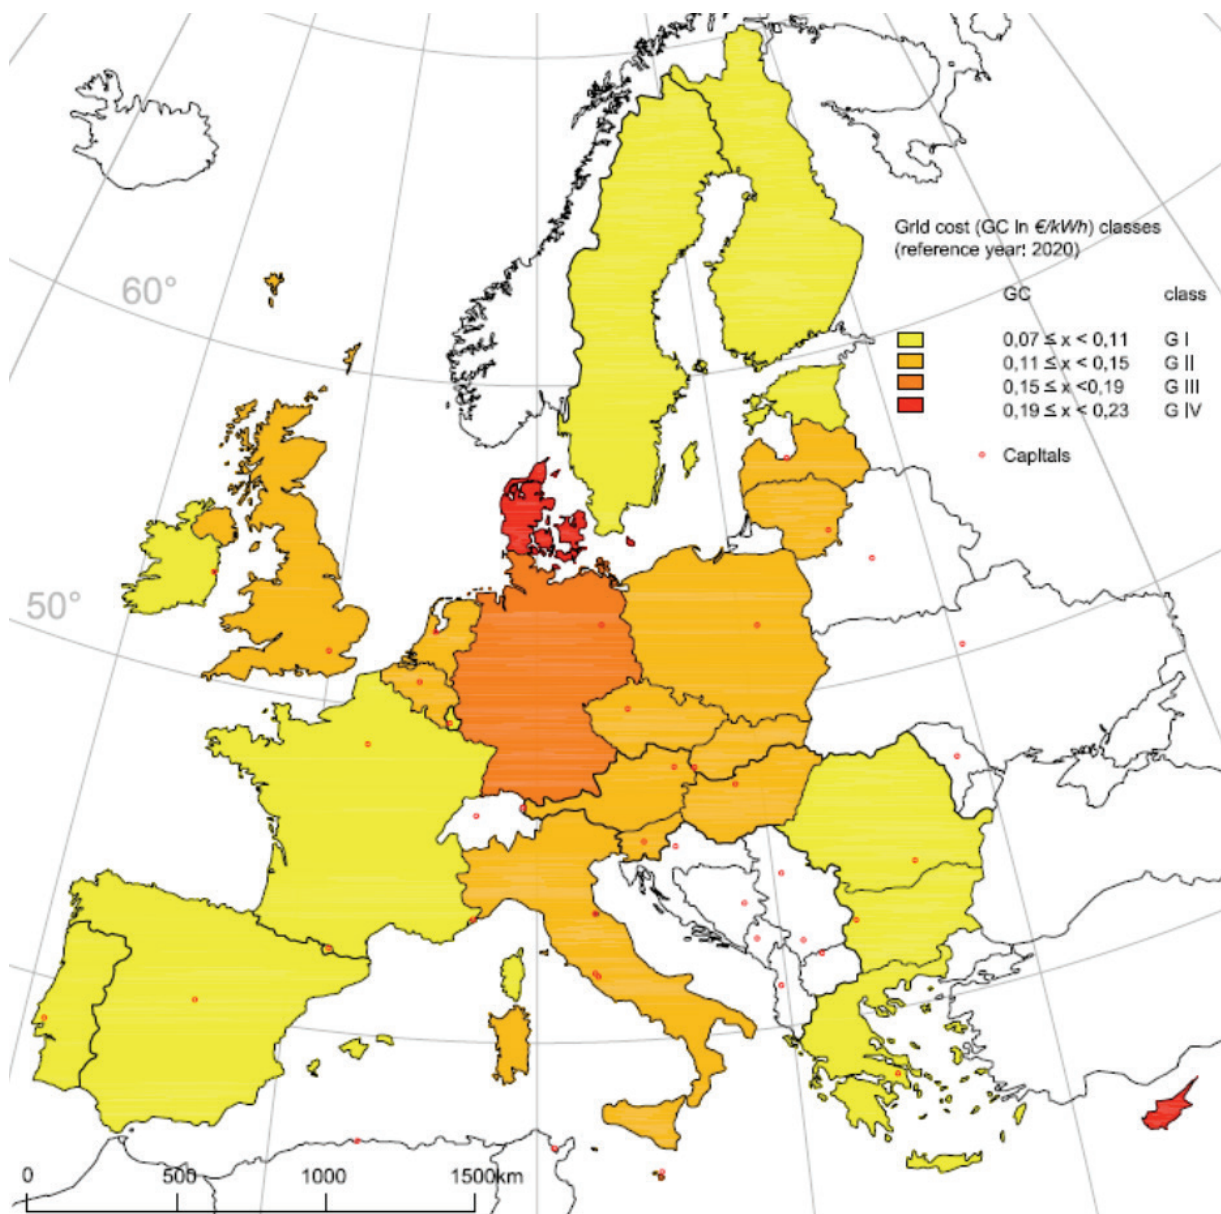 Grid cost (GC in €/kWh) classes
(reference year: 2020)
GC class
0,07 ≤ x < 0,11 G I
0,11 ≤ x < 0,15 G II
0,15 ≤ x <0,19 G III
0,19 ≤ x < 0,23 G IV
Capitals
60°
50°
0 500 1000 1500km